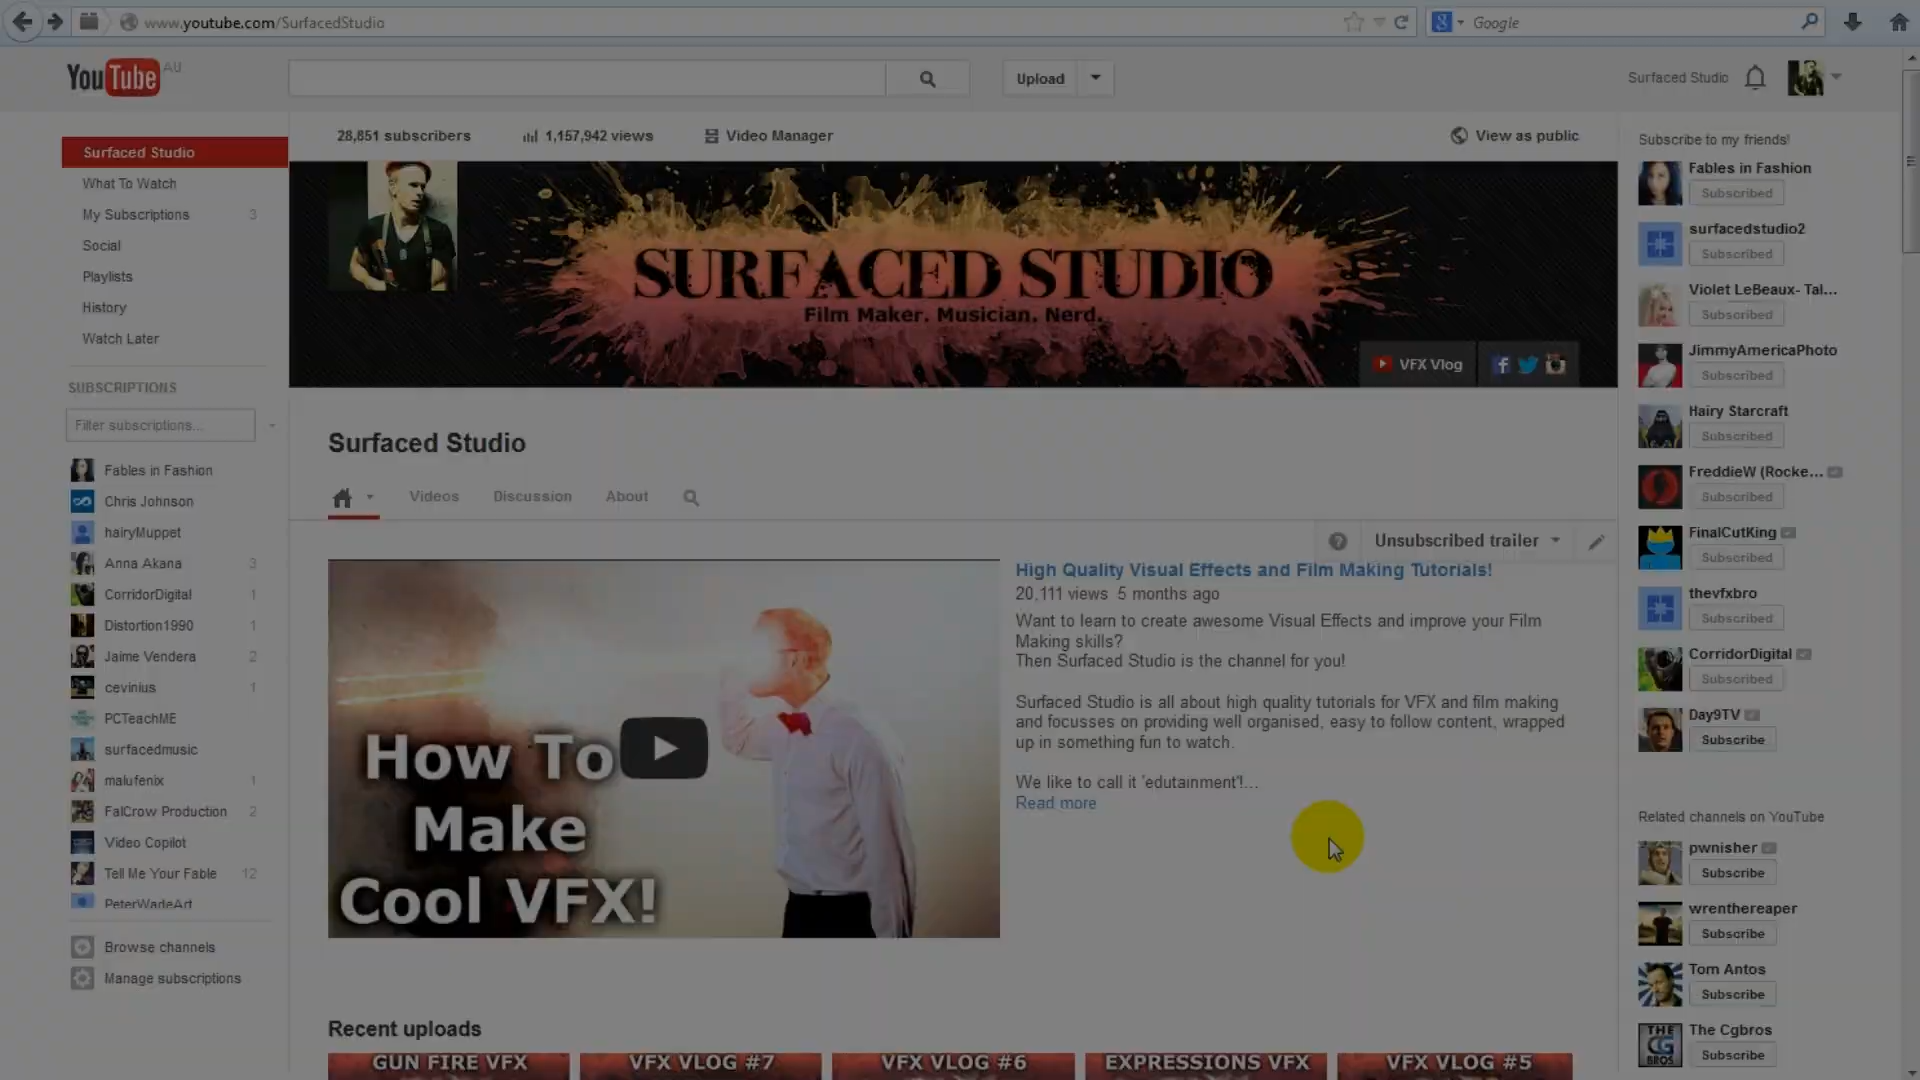 www.youtube.com/SurfacedStudio
Google
YouTube AU
Upload
Surfaced Studio
28,851 subscribers
1,157,942 views
Video Manager
View as public
Surfaced Studio
What To Watch
My Subscriptions 3
Social
Playlists
History
Watch Later
SUBSCRIPTIONS
Filter subscriptions...
Fables in Fashion
Chris Johnson
hairyMuppet
Anna Akana 3
CorridorDigital 1
Distortion1990 1
Jaime Vendera 2
cevinius 1
PCTeachME
surfacedmusic
malufenix 1
FalCrow Production 2
Video Copilot
Tell Me Your Fable 12
PeterWadeArt
Browse channels
Manage subscriptions
SURFACED STUDIO
Film Maker. Musician. Nerd.
VFX Vlog
Surfaced Studio
Videos
Discussion
About
Unsubscribed trailer
How To
Make
Cool VFX!
High Quality Visual Effects and Film Making Tutorials!
20,111 views 5 months ago
Want to learn to create awesome Visual Effects and improve your Film
Making skills?
Then Surfaced Studio is the channel for you!
Surfaced Studio is all about high quality tutorials for VFX and film making
and focusses on providing well organised, easy to follow content, wrapped
up in something fun to watch.
We like to call it 'edutainment'!...
Read more
Recent uploads
GUN FIRE VFX
VFX VLOG #7
VFX VLOG #6
EXPRESSIONS VFX
VFX VLOG #5
Subscribe to my friends!
Fables in Fashion
Subscribed
surfacedstudio2
Subscribed
Violet LeBeaux- Tal...
Subscribed
JimmyAmericaPhoto
Subscribed
Hairy Starcraft
Subscribed
FreddieW (Rocke...
Subscribed
FinalCutKing
Subscribed
thevfxbro
Subscribed
CorridorDigital
Subscribed
Day9TV
Subscribe
Related channels on YouTube
pwnisher
Subscribe
wrenthereaper
Subscribe
Tom Antos
Subscribe
THE CG BROS
The Cgbros
Subscribe